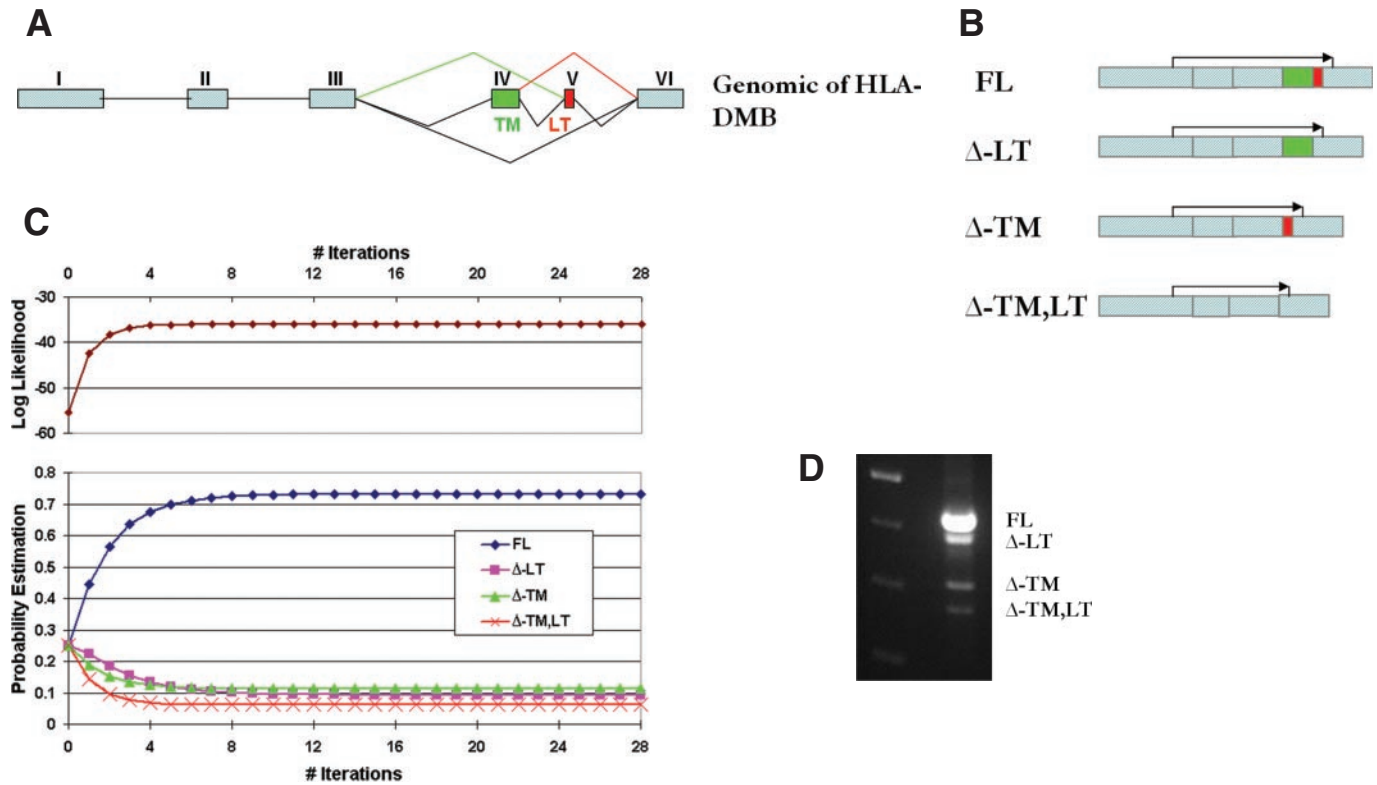 A
I II III IV V VI
TM LT
Genomic of HLA-
DMB
B
FL
Δ-LT
Δ-TM
Δ-TM,LT
C
# Iterations
0 4 8 12 16 20 24 28
-30
-40
-50
-60
Log Likelihood
0.8
0.7
0.6
0.5
0.4
0.3
0.2
0.1
0
Probability Estimation
FL
Δ-LT
Δ-TM
Δ-TM,LT
0 4 8 12 16 20 24 28
# Iterations
D
FL
Δ-LT
Δ-TM
Δ-TM,LT